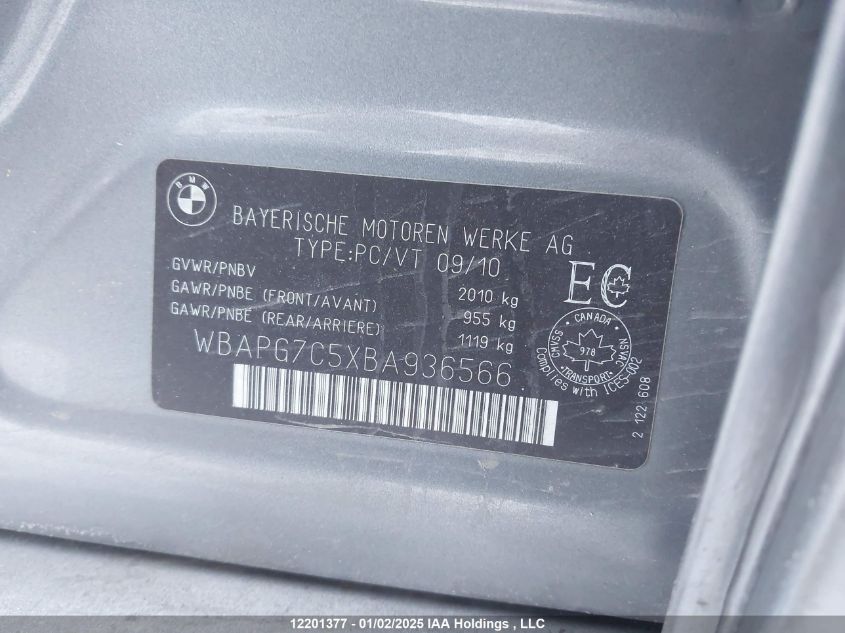 BMW
BAYERISCHE MOTOREN WERKE AG
TYPE:PC/VT 09/10
GVWR/PNBV 2010 kg
GAWR/PNBE (FRONT/AVANT) 955 kg
GAWR/PNBE (REAR/ARRIERE) 1119 kg
WBAPG7C5XBA936566
EC
CANADA
CMVSS 978 NSVAC
TRANSPORT
Complies with ICES-002
2 122 608
12201377 - 01/02/2025 IAA Holdings , LLC